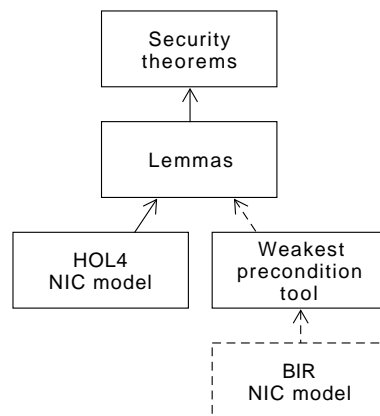 Security
theorems
Lemmas
HOL4
NIC model
Weakest
precondition
tool
BIR
NIC model